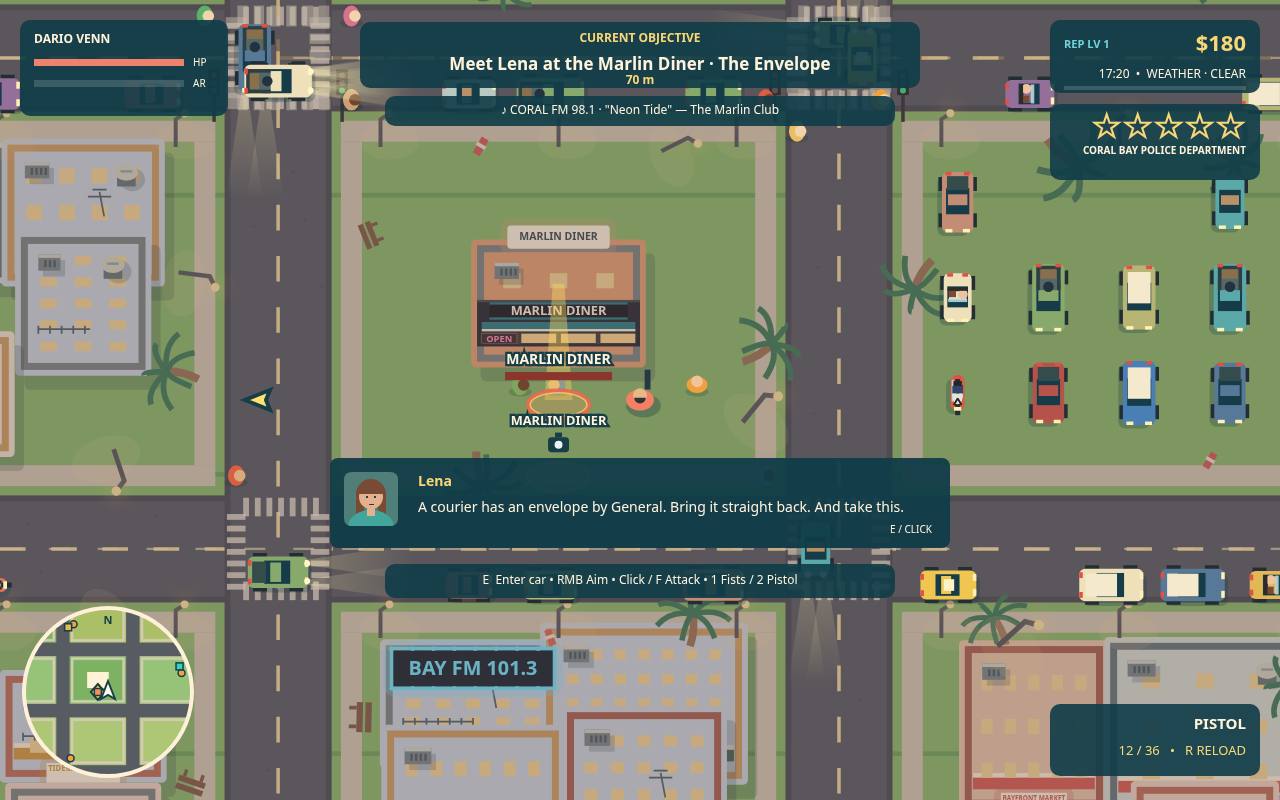 DARIO VENN
HP
AR
CURRENT OBJECTIVE
Meet Lena at the Marlin Diner · The Envelope
70 m
♪ CORAL FM 98.1 · "Neon Tide" — The Marlin Club
REP LV 1
$180
17:20 • WEATHER · CLEAR
CORAL BAY POLICE DEPARTMENT
MARLIN DINER
MARLIN DINER
OPEN
MARLIN DINER
MARLIN DINER
Lena
A courier has an envelope by General. Bring it straight back. And take this.
E / CLICK
E Enter car • RMB Aim • Click / F Attack • 1 Fists / 2 Pistol
N
BAY FM 101.3
PISTOL
12 / 36 • R RELOAD
BAYFRONT MARKET